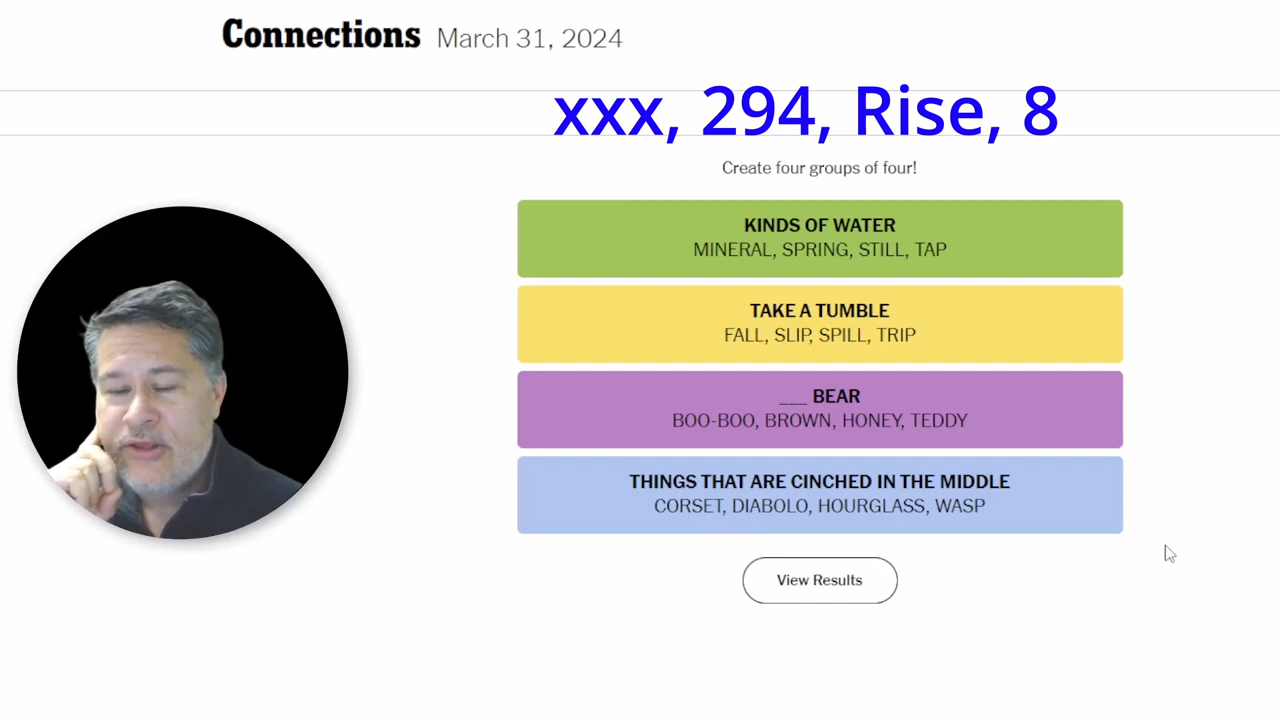 Connections March 31, 2024
xxx, 294, Rise, 8
Create four groups of four!
KINDS OF WATER
MINERAL, SPRING, STILL, TAP
TAKE A TUMBLE
FALL, SLIP, SPILL, TRIP
___ BEAR
BOO-BOO, BROWN, HONEY, TEDDY
THINGS THAT ARE CINCHED IN THE MIDDLE
CORSET, DIABOLO, HOURGLASS, WASP
View Results